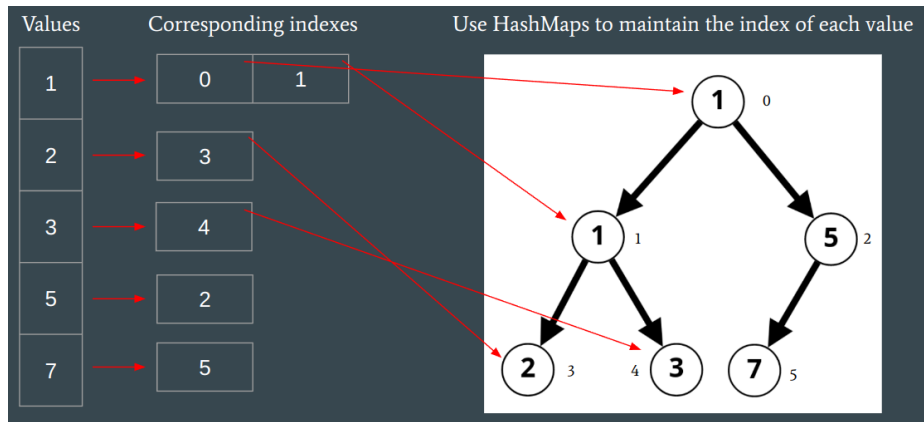 Values Corresponding indexes Use HashMaps to maintain the index of each value
1 0 1 1 0
2 3
3 4 1 1 5 2
5 2
7 5 2 3 4 3 7 5